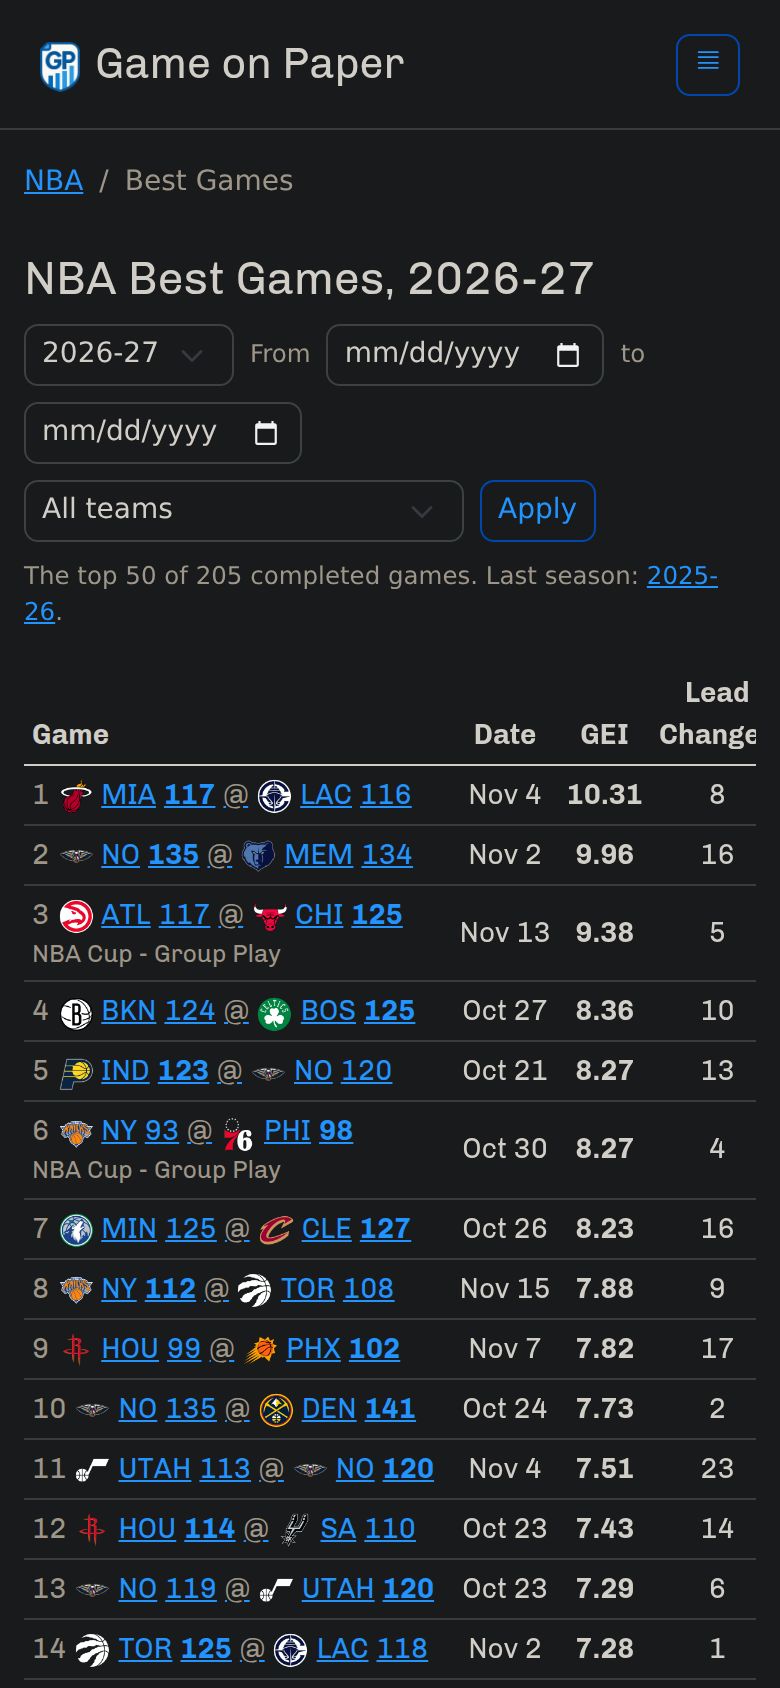 GP Game on Paper
NBA / Best Games
NBA Best Games, 2026-27
2026-27 From mm/dd/yyyy to
mm/dd/yyyy
All teams Apply
The top 50 of 205 completed games. Last season: 2025-
26.
Lead
Game Date GEI Change
1 MIA 117 @ LAC 116 Nov 4 10.31 8
2 NO 135 @ MEM 134 Nov 2 9.96 16
3 ATL 117 @ CHI 125 Nov 13 9.38 5
NBA Cup - Group Play
4 BKN 124 @ BOS 125 Oct 27 8.36 10
5 IND 123 @ NO 120 Oct 21 8.27 13
6 NY 93 @ PHI 98 Oct 30 8.27 4
NBA Cup - Group Play
7 MIN 125 @ CLE 127 Oct 26 8.23 16
8 NY 112 @ TOR 108 Nov 15 7.88 9
9 HOU 99 @ PHX 102 Nov 7 7.82 17
10 NO 135 @ DEN 141 Oct 24 7.73 2
11 UTAH 113 @ NO 120 Nov 4 7.51 23
12 HOU 114 @ SA 110 Oct 23 7.43 14
13 NO 119 @ UTAH 120 Oct 23 7.29 6
14 TOR 125 @ LAC 118 Nov 2 7.28 1